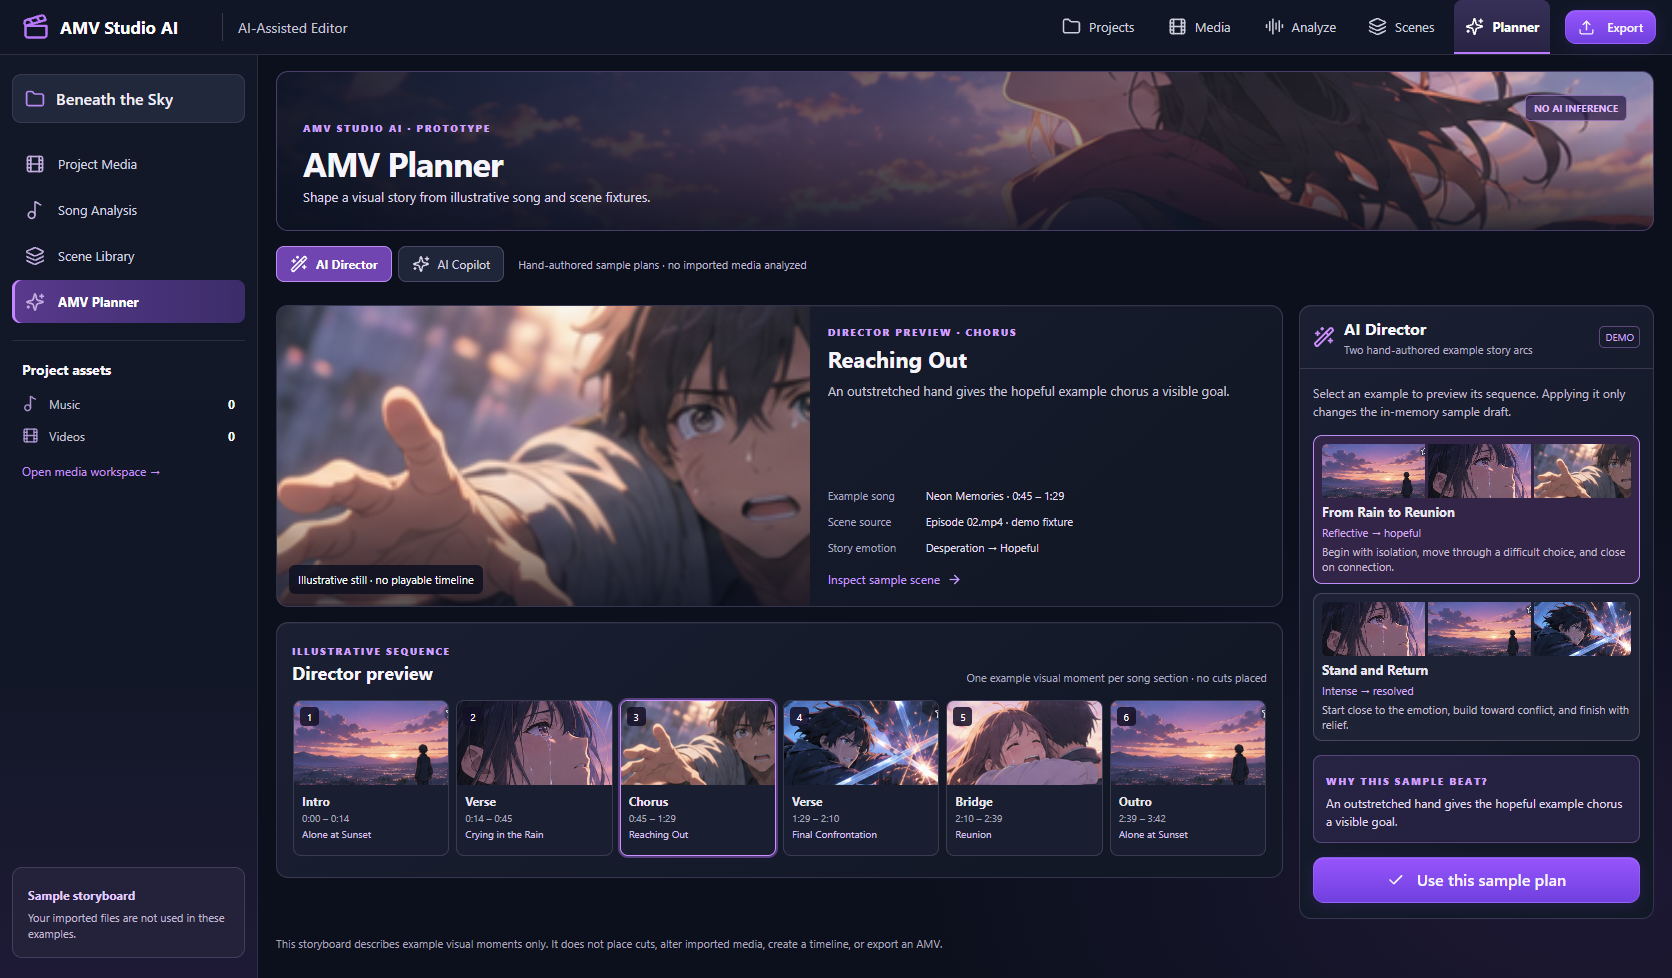 AMV Studio AI
AI-Assisted Editor
Projects
Media
Analyze
Scenes
Planner
Export
Beneath the Sky
Project Media
Song Analysis
Scene Library
AMV Planner
Project assets
Music 0
Videos 0
Open media workspace →
Sample storyboard
Your imported files are not used in these
examples.
NO AI INFERENCE
AMV STUDIO AI · PROTOTYPE
AMV Planner
Shape a visual story from illustrative song and scene fixtures.
AI Director
AI Copilot
Hand-authored sample plans · no imported media analyzed
Illustrative still · no playable timeline
DIRECTOR PREVIEW · CHORUS
Reaching Out
An outstretched hand gives the hopeful example chorus a visible goal.
Example song Neon Memories · 0:45 – 1:29
Scene source Episode 02.mp4 · demo fixture
Story emotion Desperation → Hopeful
Inspect sample scene →
ILLUSTRATIVE SEQUENCE
Director preview
One example visual moment per song section · no cuts placed
1
Intro
0:00 – 0:14
Alone at Sunset
2
Verse
0:14 – 0:45
Crying in the Rain
3
Chorus
0:45 – 1:29
Reaching Out
4
Verse
1:29 – 2:10
Final Confrontation
5
Bridge
2:10 – 2:39
Reunion
6
Outro
2:39 – 3:42
Alone at Sunset
This storyboard describes example visual moments only. It does not place cuts, alter imported media, create a timeline, or export an AMV.
AI Director
Two hand-authored example story arcs
DEMO
Select an example to preview its sequence. Applying it only
changes the in-memory sample draft.
From Rain to Reunion
Reflective → hopeful
Begin with isolation, move through a difficult choice, and close
on connection.
Stand and Return
Intense → resolved
Start close to the emotion, build toward conflict, and finish with
relief.
WHY THIS SAMPLE BEAT?
An outstretched hand gives the hopeful example chorus
a visible goal.
Use this sample plan